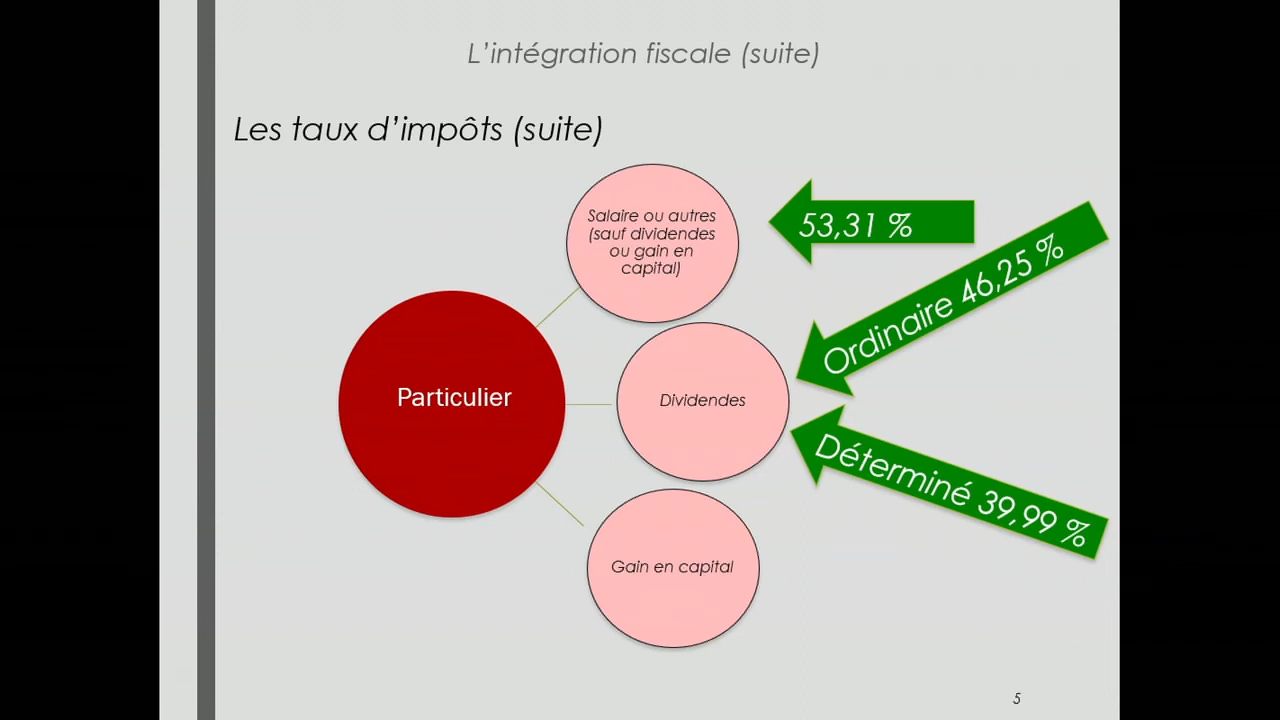 L’intégration fiscale (suite)
Les taux d’impôts (suite)
Particulier
Salaire ou autres
(sauf dividendes
ou gain en
capital)
53,31 %
Dividendes
Ordinaire 46,25 %
Déterminé 39,99 %
Gain en capital
5